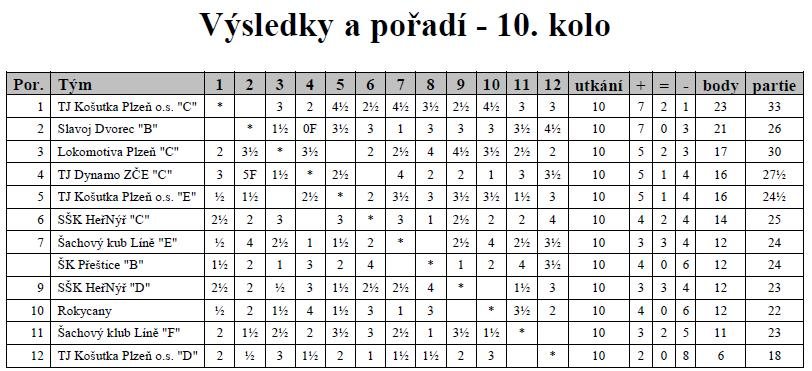 Výsledky a pořadí - 10. kolo
Por. Tým 1 2 3 4 5 6 7 8 9 10 11 12 utkání + = - body partie
1 TJ Košutka Plzeň o.s. "C" * 3 2 4½ 2½ 4½ 3½ 2½ 4½ 3 3 10 7 2 1 23 33
2 Slavoj Dvorec "B" * 1½ 0F 3½ 3 1 3 3 3 3½ 4½ 10 7 0 3 21 26
3 Lokomotiva Plzeň "C" 2 3½ * 3½ 2 2½ 4 4½ 3½ 2½ 2 10 5 2 3 17 30
4 TJ Dynamo ZČE "C" 3 5F 1½ * 2½ 4 2 2 1 3 3½ 10 5 1 4 16 27½
5 TJ Košutka Plzeň o.s. "E" ½ 1½ 2½ * 2 3½ 3 3½ 3½ 1½ 3 10 5 1 4 16 24½
6 SŠK HeřNýř "C" 2½ 2 3 3 * 3 1 2½ 2 2 4 10 4 2 4 14 25
7 Šachový kub Líně "E" ½ 4 2½ 1 1½ 2 * 2½ 4 2½ 3½ 10 3 3 4 12 24
ŠK Přeštice "B" 1½ 2 1 3 2 4 * 1 2 4 3½ 10 4 0 6 12 24
9 SŠK HeřNýř "D" 2½ 2 ½ 3 1½ 2½ 2½ 4 * 1½ 3 10 3 3 4 12 23
10 Rokycany ½ 2 1½ 4 1½ 3 1 3 * 3½ 2 10 4 0 6 12 22
11 Šachový klub Líně "F" 2 1½ 2½ 2 3½ 3 2½ 1 3½ 1½ * 10 3 2 5 11 23
12 TJ Košutka Plzeň o.s. "D" 2 ½ 3 1½ 2 1 1½ 1½ 2 3 * 10 2 0 8 6 18